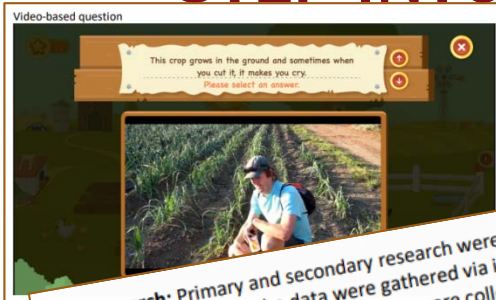 Video-based question
This crop grows in the ground and sometimes when
you cut it, it makes you cry.
Please select an answer.
Primary and secondary research were
data were gathered via